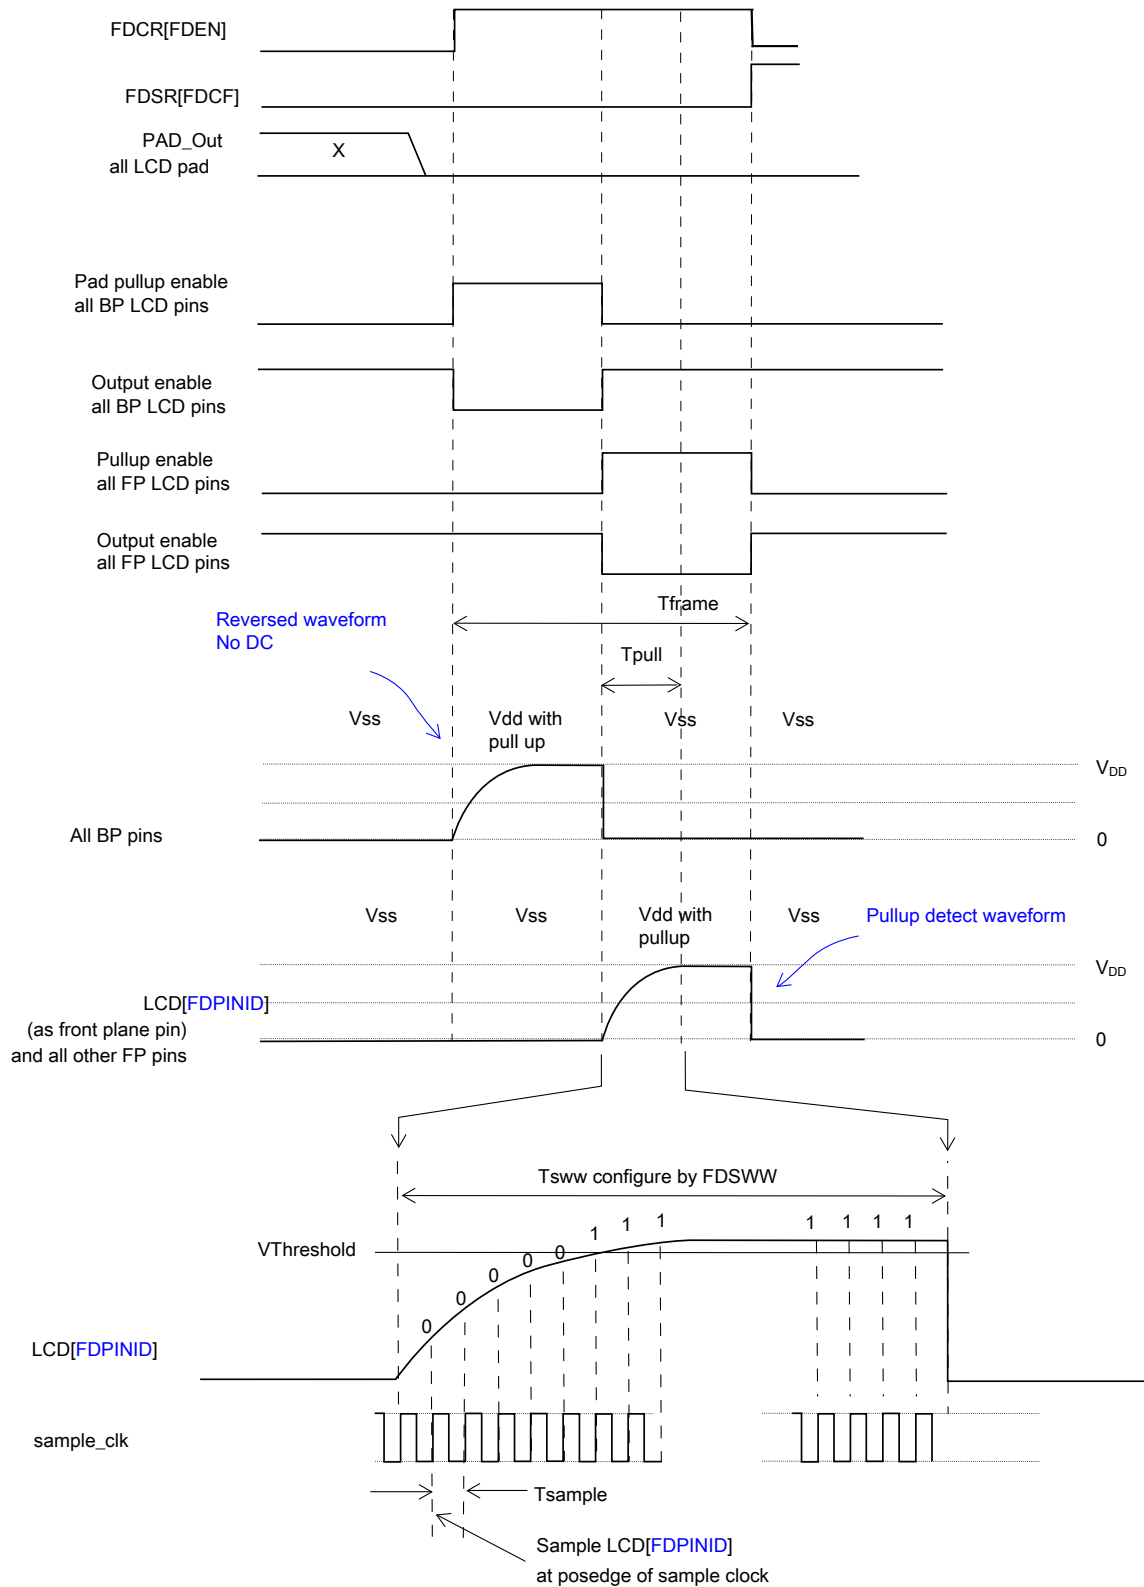 FDCR[FDEN]
FDSR[FDCF]
PAD_Out
all LCD pad
X
Pad pullup enable
all BP LCD pins
Output enable
all BP LCD pins
Pullup enable
all FP LCD pins
Output enable
all FP LCD pins
Tframe
Reversed waveform
No DC
Tpull
Vss
Vdd with
pull up
Vss
Vss
VDD
All BP pins
0
Vss
Vss
Vdd with
pullup
Vss
Pullup detect waveform
VDD
LCD[FDPINID]
(as front plane pin)
and all other FP pins
0
Tsww configure by FDSWW
VThreshold
0 0 0 0 0 1 1 1 1 1 1 1
LCD[FDPINID]
sample_clk
Tsample
Sample LCD[FDPINID]
at posedge of sample clock